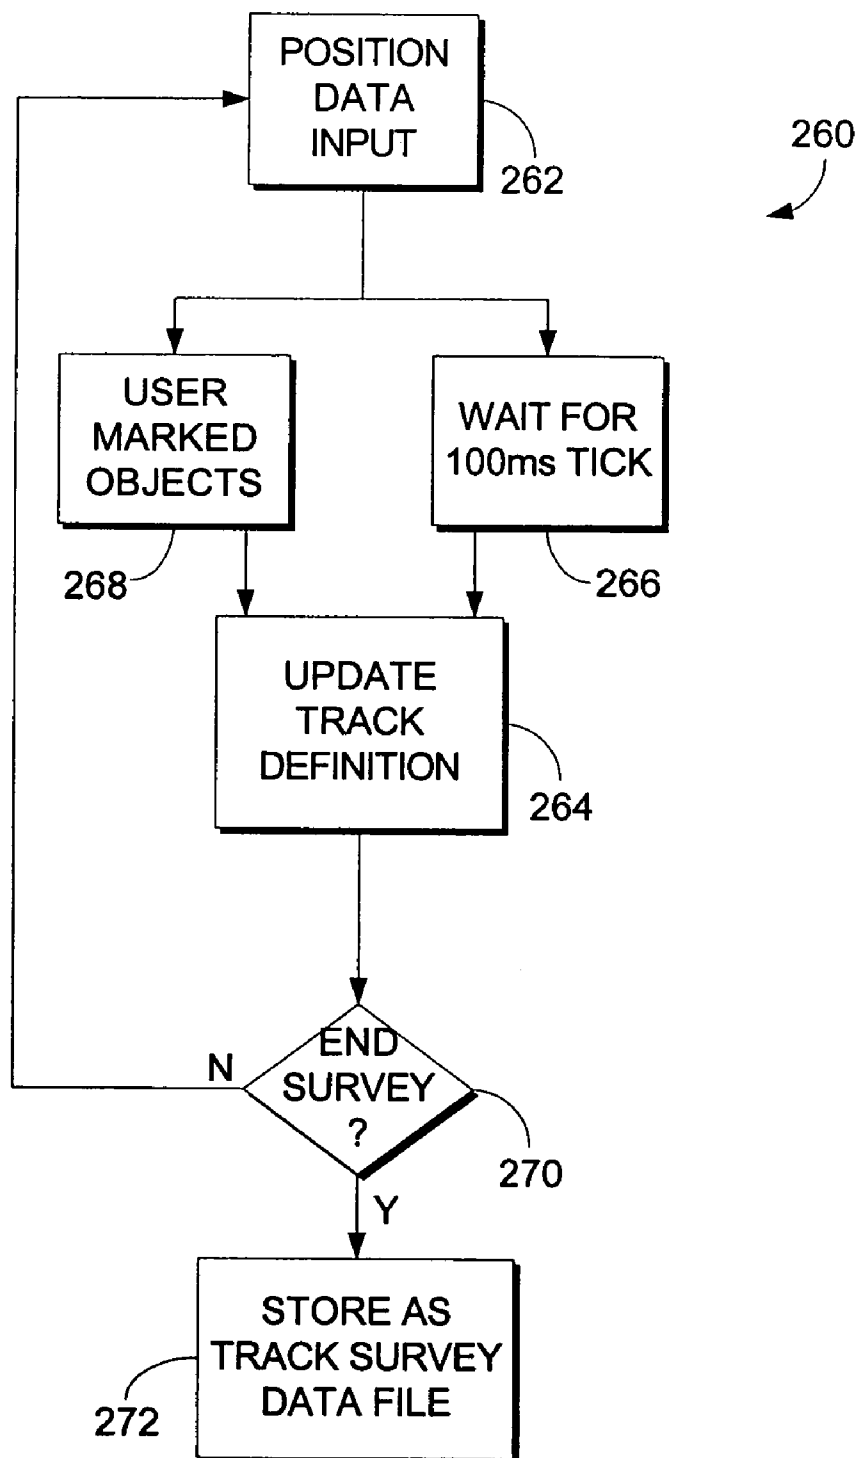 POSITION
DATA
INPUT
262
260
USER
MARKED
OBJECTS
268
WAIT FOR
100ms TICK
266
UPDATE
TRACK
DEFINITION
264
END
SURVEY
?
N
270
Y
STORE AS
TRACK SURVEY
DATA FILE
272